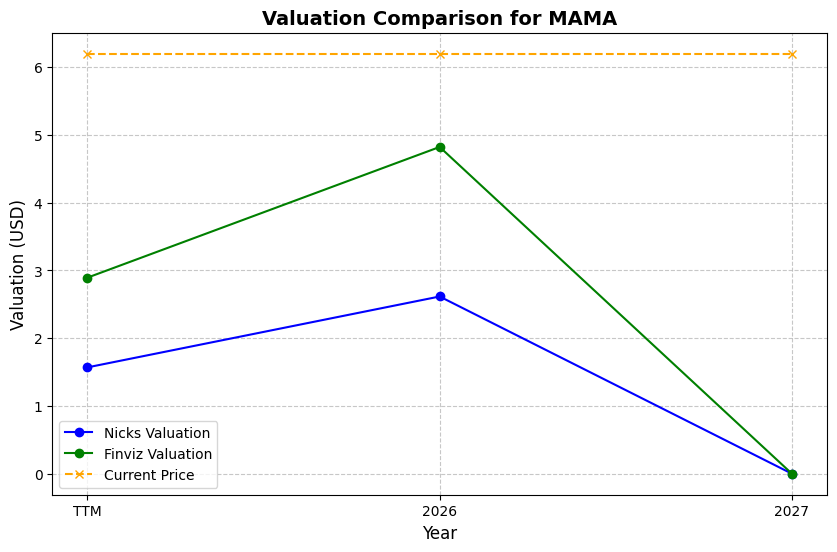 Valuation Comparison for MAMA
Valuation (USD)
6
5
4
3
2
1
0
Nicks Valuation
Finviz Valuation
Current Price
TTM
2026
2027
Year